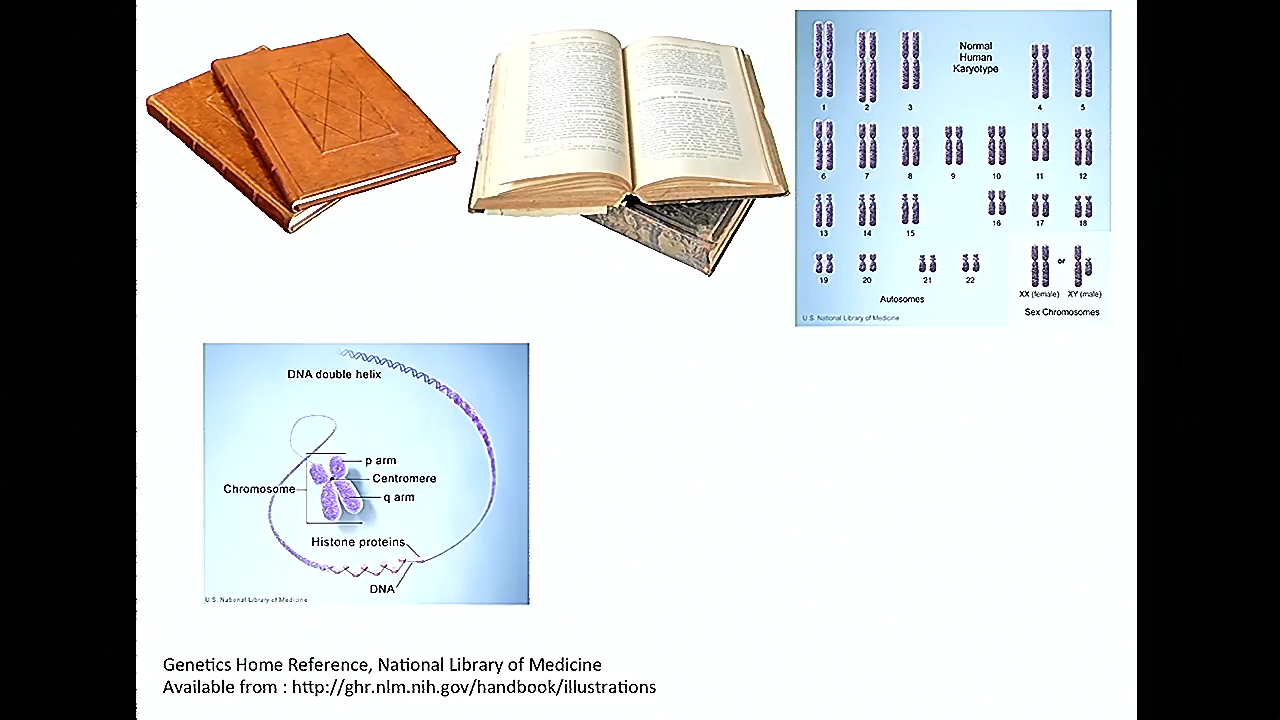 Normal
Human
Karyotype
1
2
3
4
5
6
7
8
9
10
11
12
13
14
15
16
17
18
19
20
21
22
or
XX (female)
XY (male)
Autosomes
Sex Chromosomes
U.S. National Library of Medicine
DNA double helix
p arm
Centromere
Chromosome
q arm
Histone proteins
DNA
U.S. National Library of Medicine
Genetics Home Reference, National Library of Medicine
Available from : http://ghr.nlm.nih.gov/handbook/illustrations